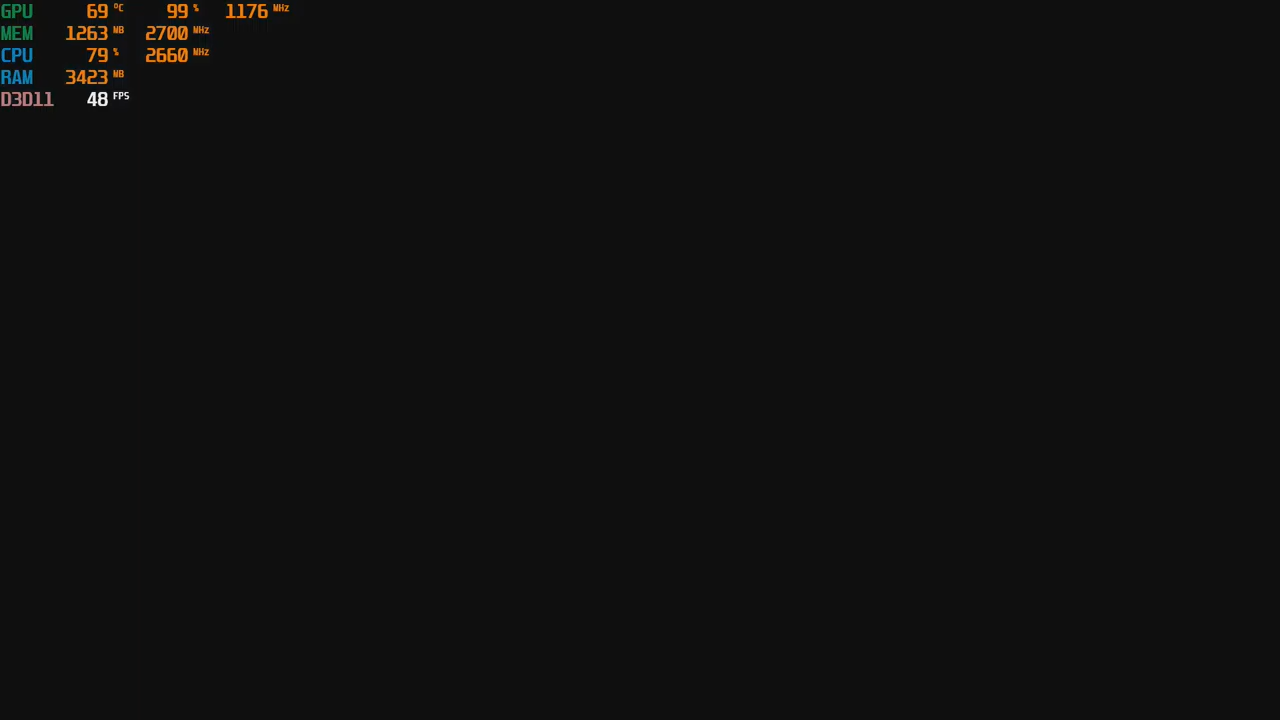 GPU 69 °C 99 % 1176 MHz
MEM 1263 MB 2700 MHz
CPU 79 % 2660 MHz
RAM 3423 MB
D3D11 48 FPS